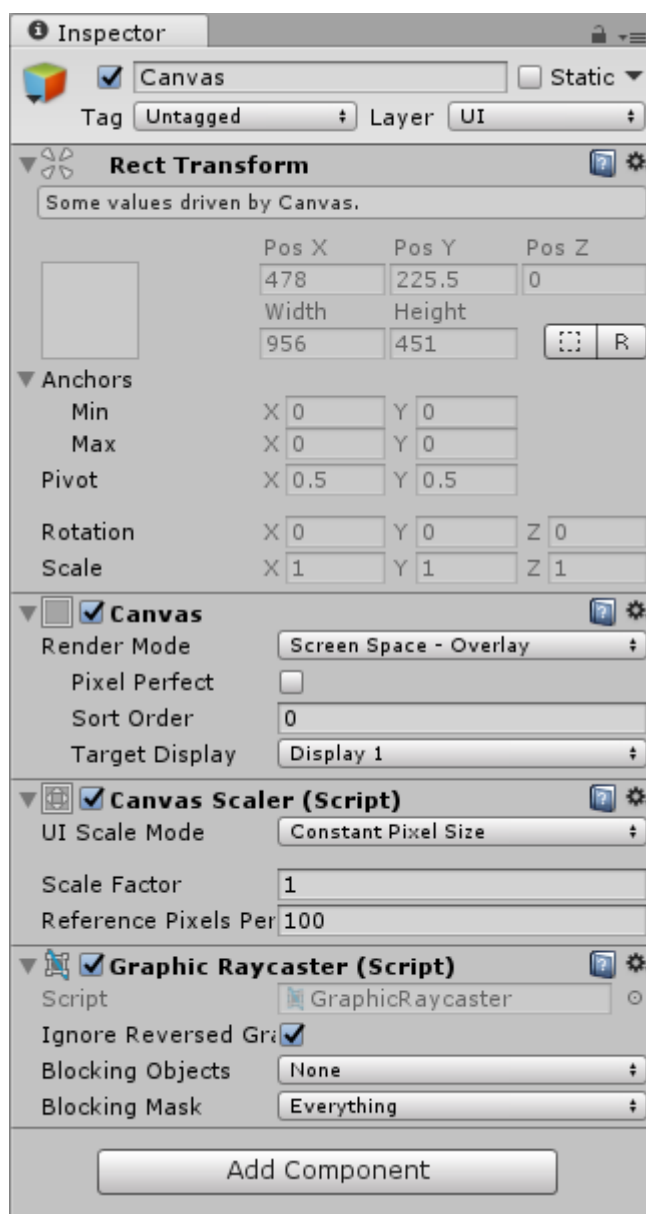 Inspector
Canvas Static
Tag Untagged Layer UI
Rect Transform
Some values driven by Canvas.
Pos X Pos Y Pos Z
478 225.5 0
Width Height
956 451 R
Anchors
Min X 0 Y 0
Max X 0 Y 0
Pivot X 0.5 Y 0.5
Rotation X 0 Y 0 Z 0
Scale X 1 Y 1 Z 1
Canvas
Render Mode Screen Space - Overlay
Pixel Perfect
Sort Order 0
Target Display Display 1
Canvas Scaler (Script)
UI Scale Mode Constant Pixel Size
Scale Factor 1
Reference Pixels Per 100
Graphic Raycaster (Script)
Script GraphicRaycaster
Ignore Reversed Gra
Blocking Objects None
Blocking Mask Everything
Add Component